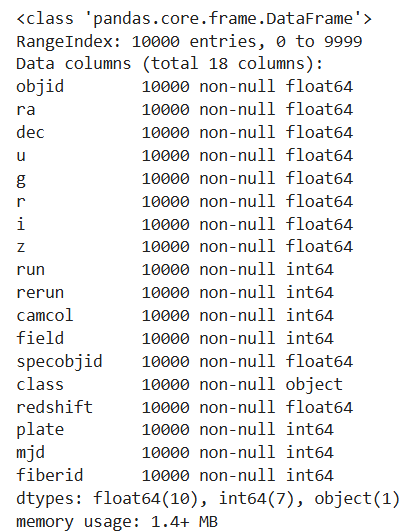 <class 'pandas.core.frame.DataFrame'>
RangeIndex: 10000 entries, 0 to 9999
Data columns (total 18 columns):
objid        10000 non-null float64
ra           10000 non-null float64
dec          10000 non-null float64
u            10000 non-null float64
g            10000 non-null float64
r            10000 non-null float64
i            10000 non-null float64
z            10000 non-null float64
run          10000 non-null int64
rerun        10000 non-null int64
camcol       10000 non-null int64
field        10000 non-null int64
specobjid    10000 non-null float64
class        10000 non-null object
redshift     10000 non-null float64
plate        10000 non-null int64
mjd          10000 non-null int64
fiberid      10000 non-null int64
dtypes: float64(10), int64(7), object(1)
memory usage: 1.4+ MB